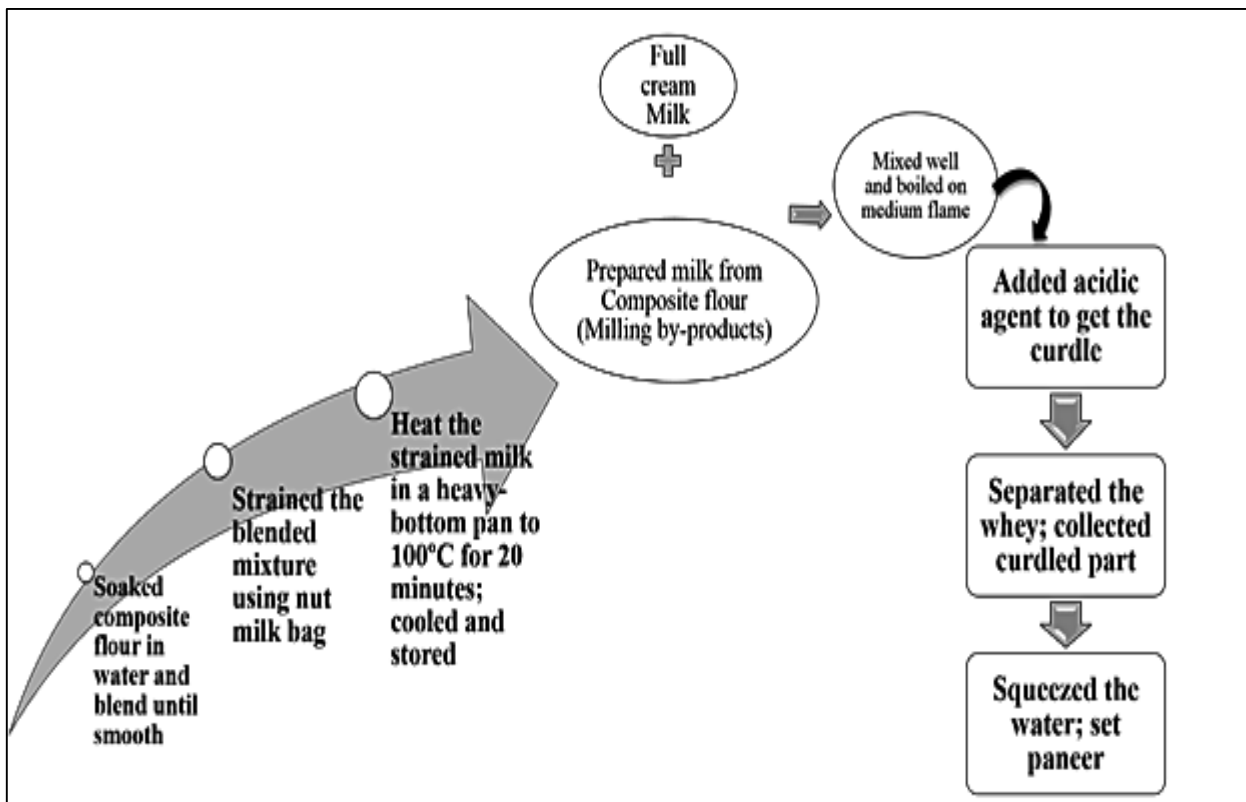 Soaked
composite
flour in
water and
blend until
smooth
Strained the
blended
mixture
using nut
milk bag
Heat the
strained milk
in a heavy-
bottom pan to
100°C for 20
minutes;
cooled and
stored
Full
cream
Milk
Prepared milk from
Composite flour
(Milling by-products)
Mixed well
and boiled on
medium flame
Added acidic
agent to get the
curdle
Separated the
whey; collected
curdled part
Squeezed the
water; set
paneer